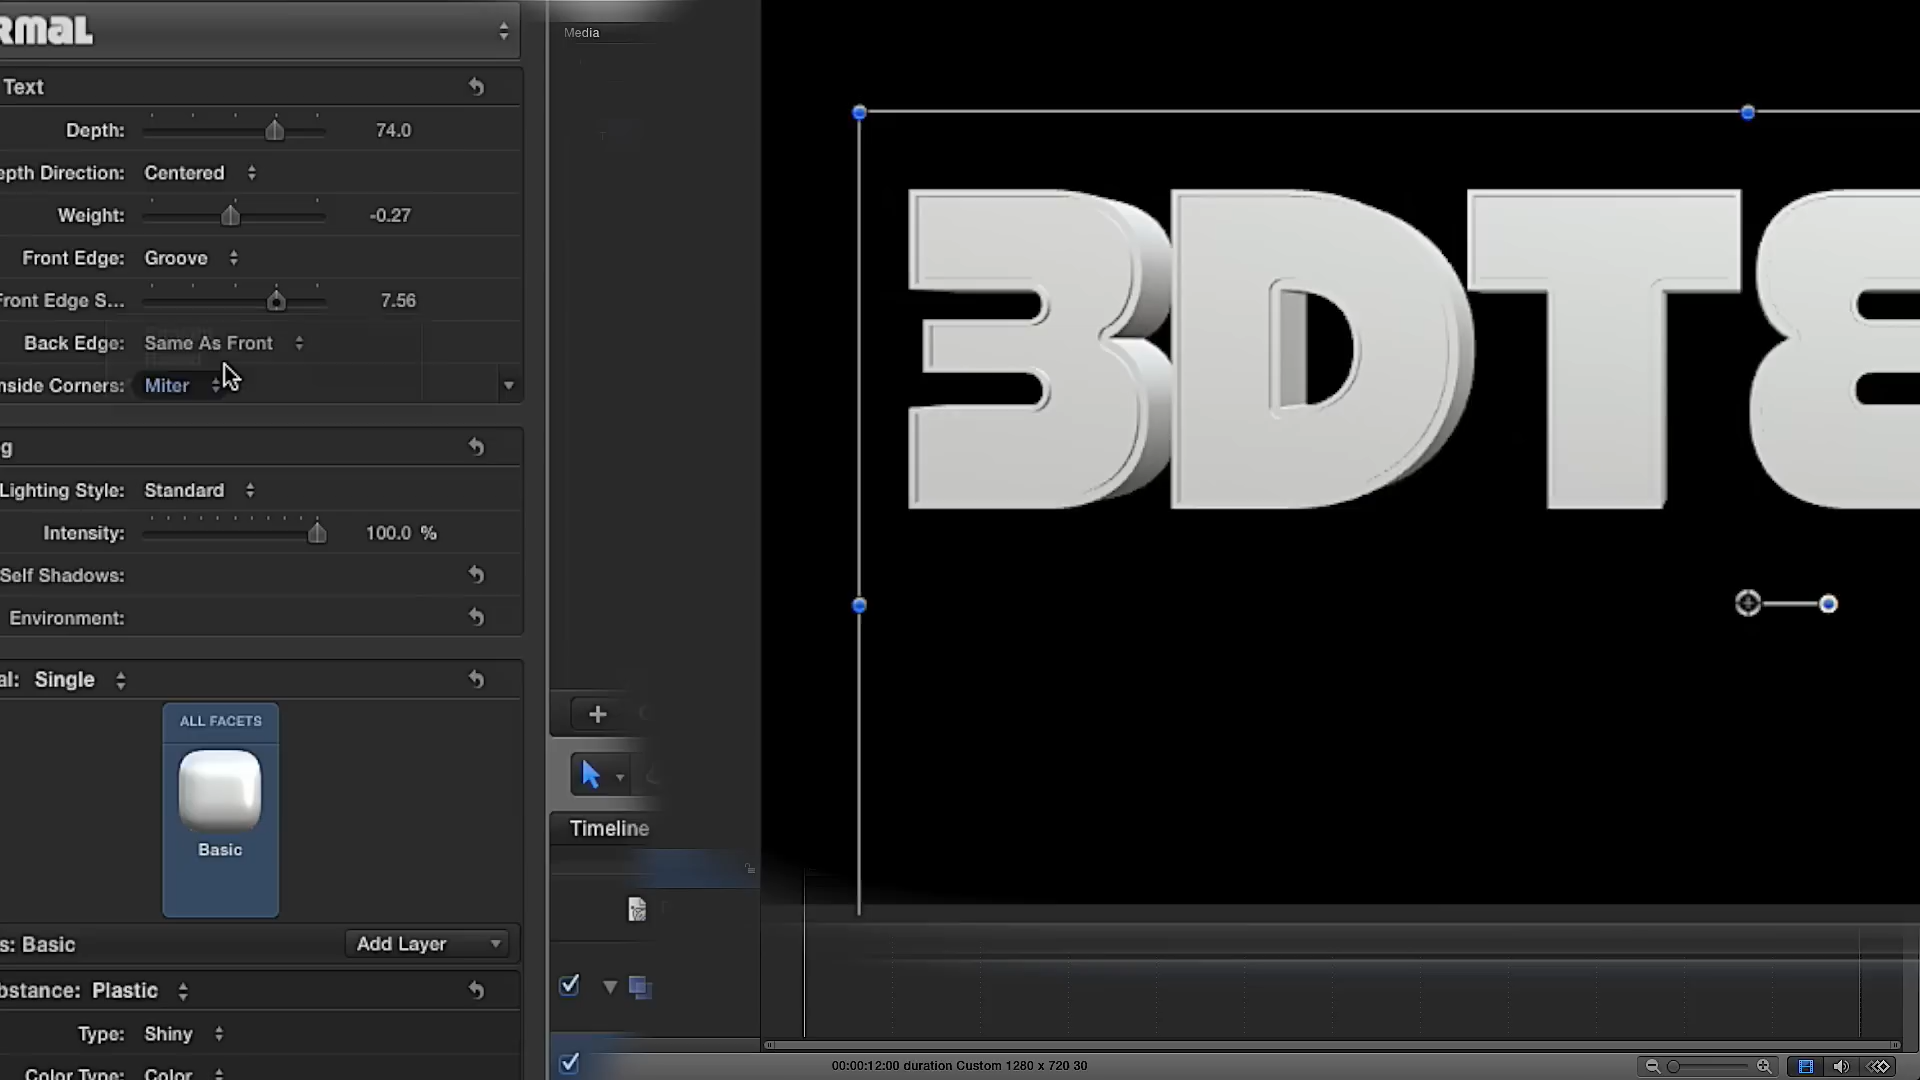 RMAL
Media
Text
Depth: 74.0
epth Direction: Centered
Weight: -0.27
Front Edge: Groove
Front Edge S... 7.56
Back Edge: Same As Front
nside Corners: Miter
g
Lighting Style: Standard
Intensity: 100.0 %
Self Shadows:
Environment:
al: Single
ALL FACETS
Basic
s: Basic Add Layer
bstance: Plastic
Type: Shiny
Color Type: Color
3DT8
Timeline
00:00:12:00 duration Custom 1280 x 720 30